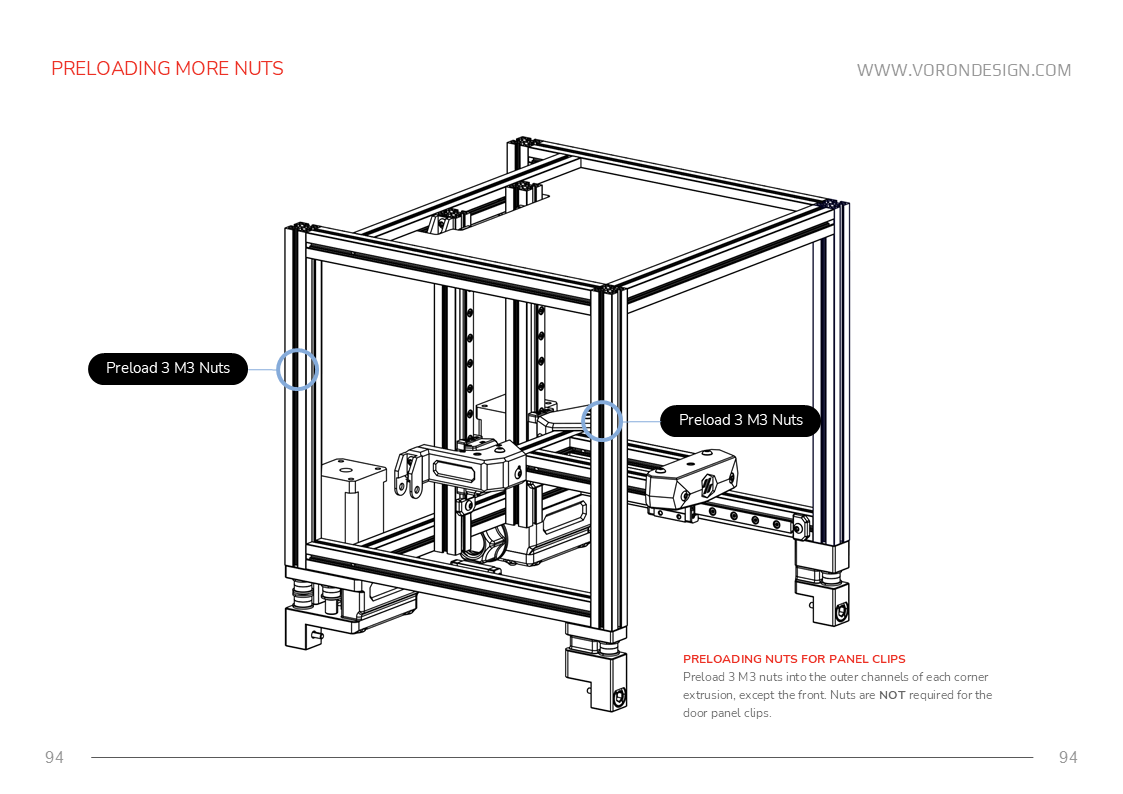 PRELOADING MORE NUTS
WWW.VORONDESIGN.COM
Preload 3 M3 Nuts
Preload 3 M3 Nuts
PRELOADING NUTS FOR PANEL CLIPS
Preload 3 M3 nuts into the outer channels of each corner
extrusion, except the front. Nuts are NOT required for the
door panel clips.
94
94